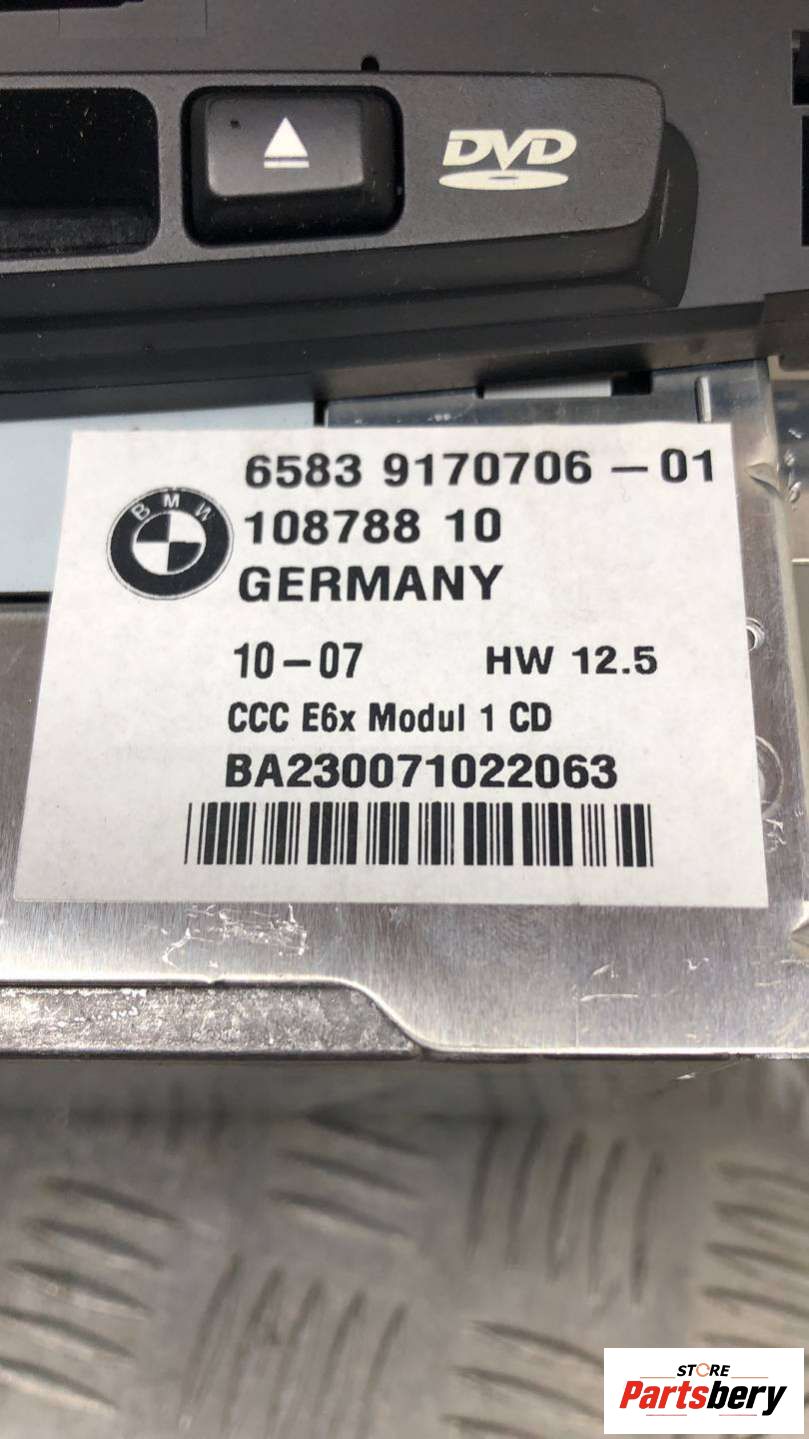 DVD
6583 9170706-01
BMW
108788 10
GERMANY
10-07 HW 12.5
CCC E6x Modul 1 CD
BA230071022063
STORE
Partsbery